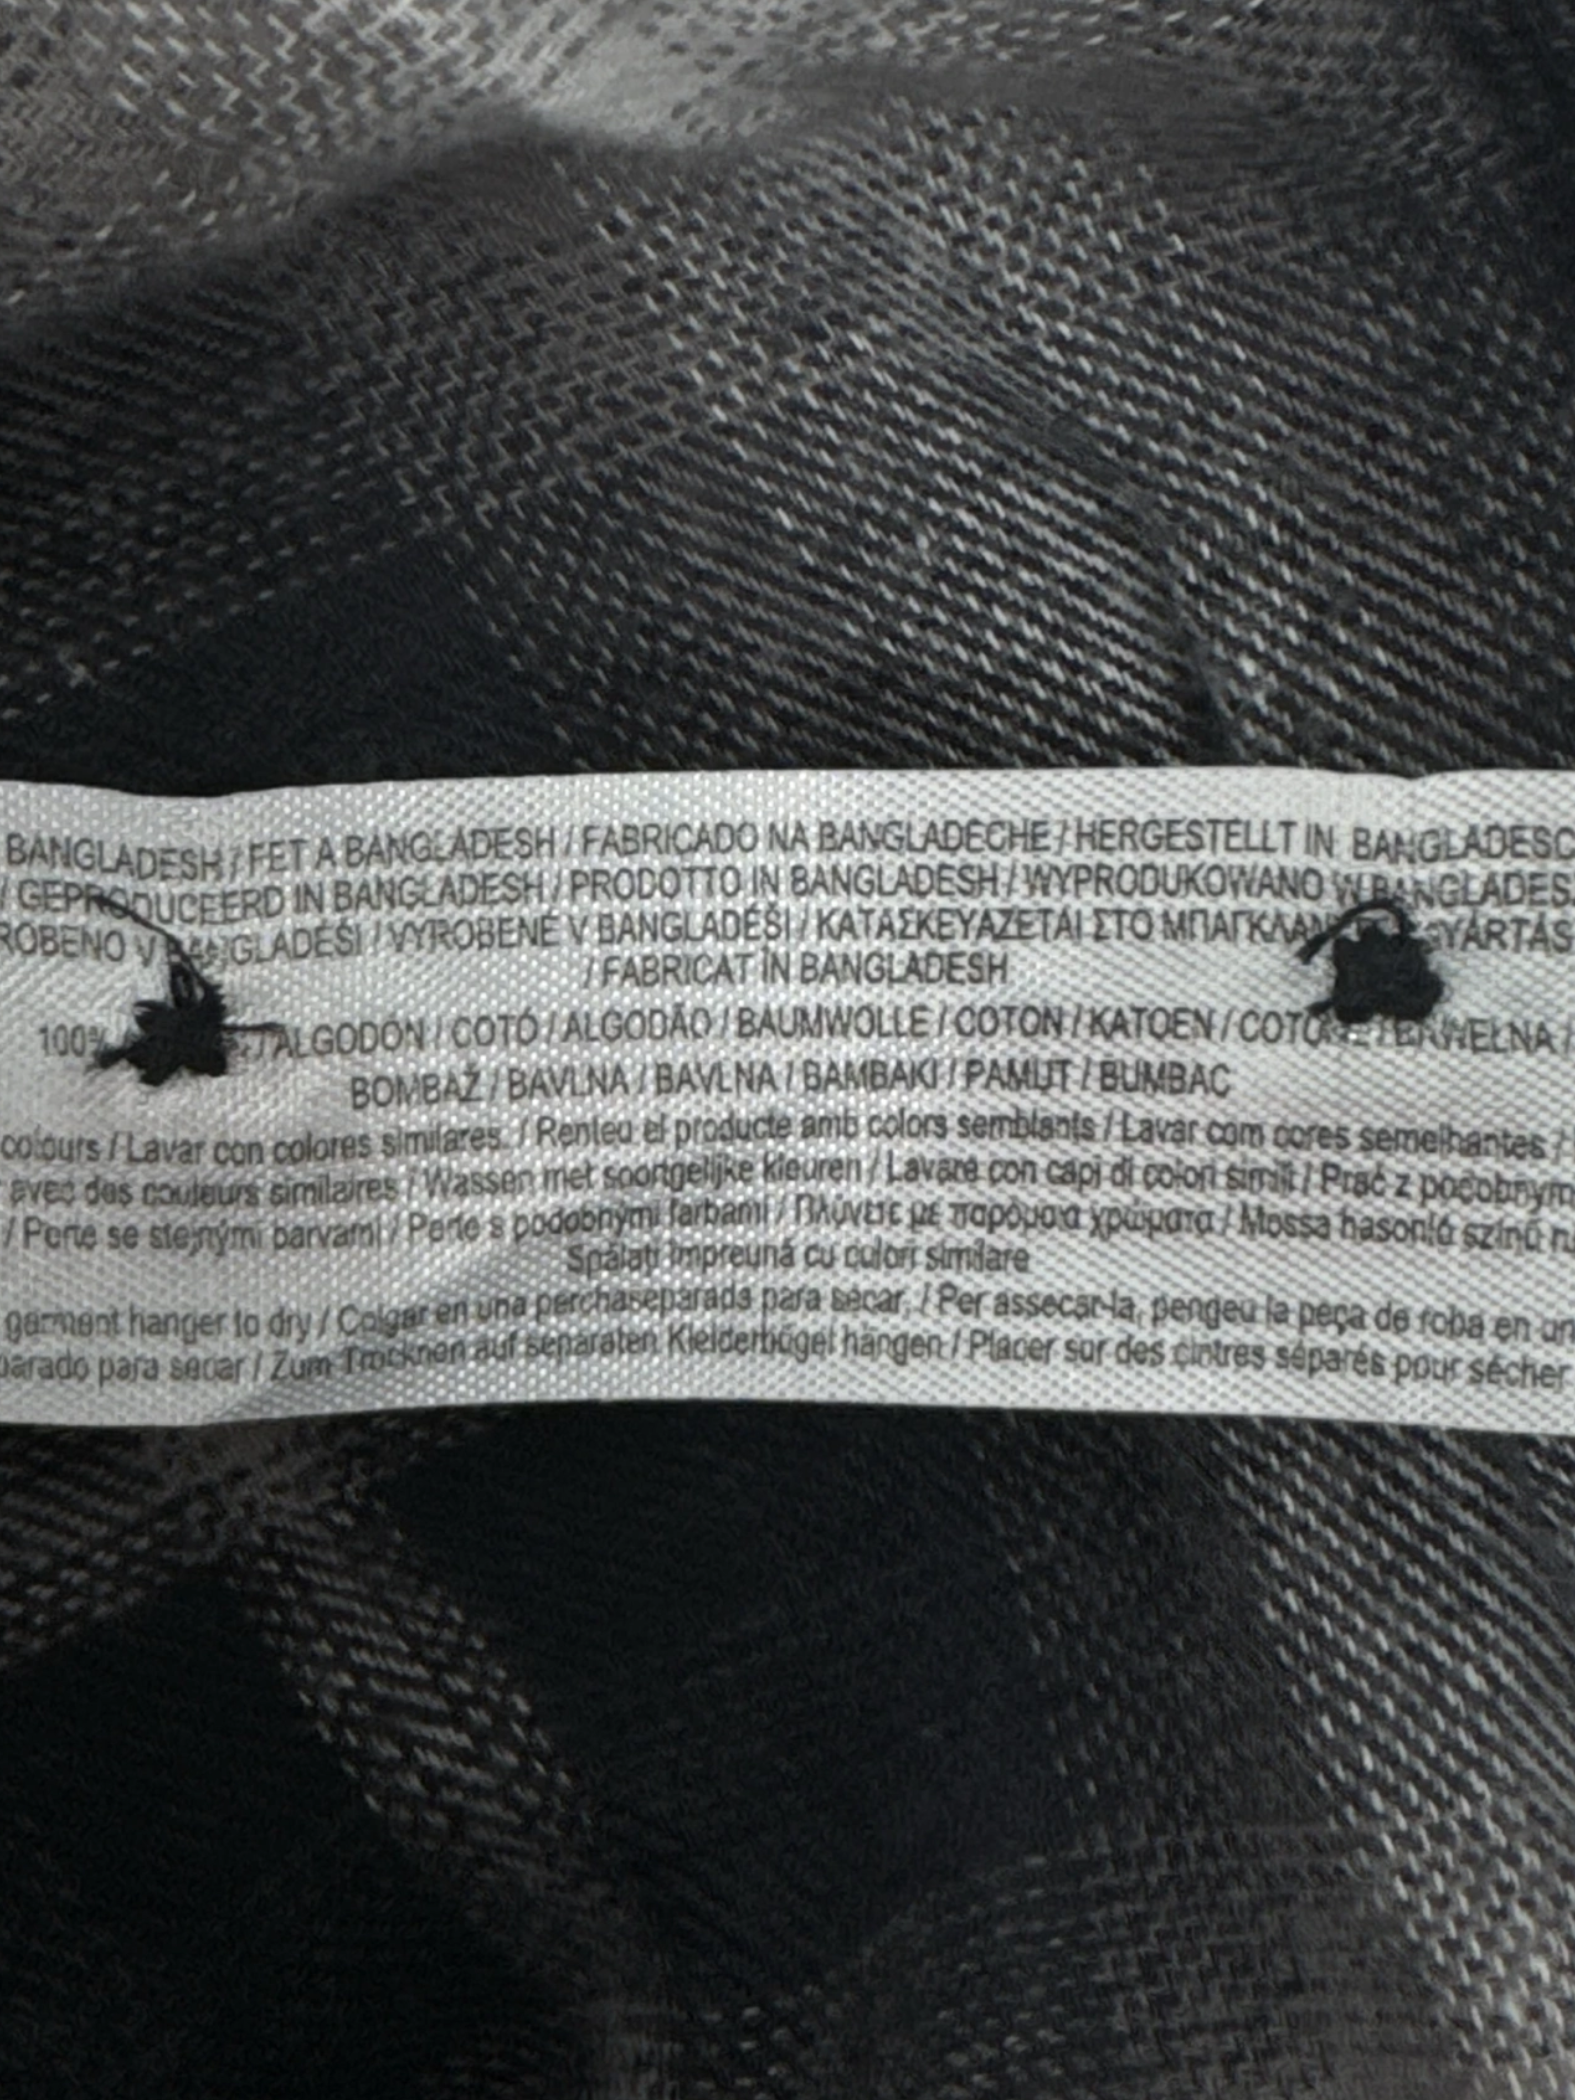 BANGLADESH / FET A BANGLADESH / FABRICADO NA BANGLADECHE / HERGESTELLT IN BANGLADESC
/ GEPRODUCEERD IN BANGLADESH / PRODOTTO IN BANGLADESH / WYPRODUKOWANO W BANGLADES
ROBENO V BANGLADÉŠI / VYROBENÉ V BANGLADÉŠI / ΚΑΤΑΣΚΕΥΑΖΕΤΑΙ ΣΤΟ ΜΠΑΓΚΛΑΝ YÁRTÁS
/ FABRICAT ÎN BANGLADESH
100% / ALGODÓN / COTÓ / ALGODÃO / BAUMWOLLE / COTON / KATOEN / COTONE / BAWEŁNA /
BOMBAŽ / BAVLNA / BAVLNA / ΒΑΜΒΑΚΙ / PAMUT / BUMBAC
colours / Lavar con colores similares. / Renteu el producte amb colors semblants / Lavar com cores semelhantes /
avec des couleurs similaires / Wassen met soortgelijke kleuren / Lavare con capi di colori simili / Prać z podobnym
/ Perte se stejnými barvami / Perte s podobnými farbami / Πλύνετε με παρόμοια χρώματα / Mossa hasonló színű ru
Spălați împreună cu culori similare
garment hanger to dry / Colgar en una perchaseparada para secar. / Per assecar-la, pengeu la peça de roba en un
parado para secar / Zum Trocknen auf separaten Kleiderbügel hängen / Placer sur des cintres séparés pour sécher